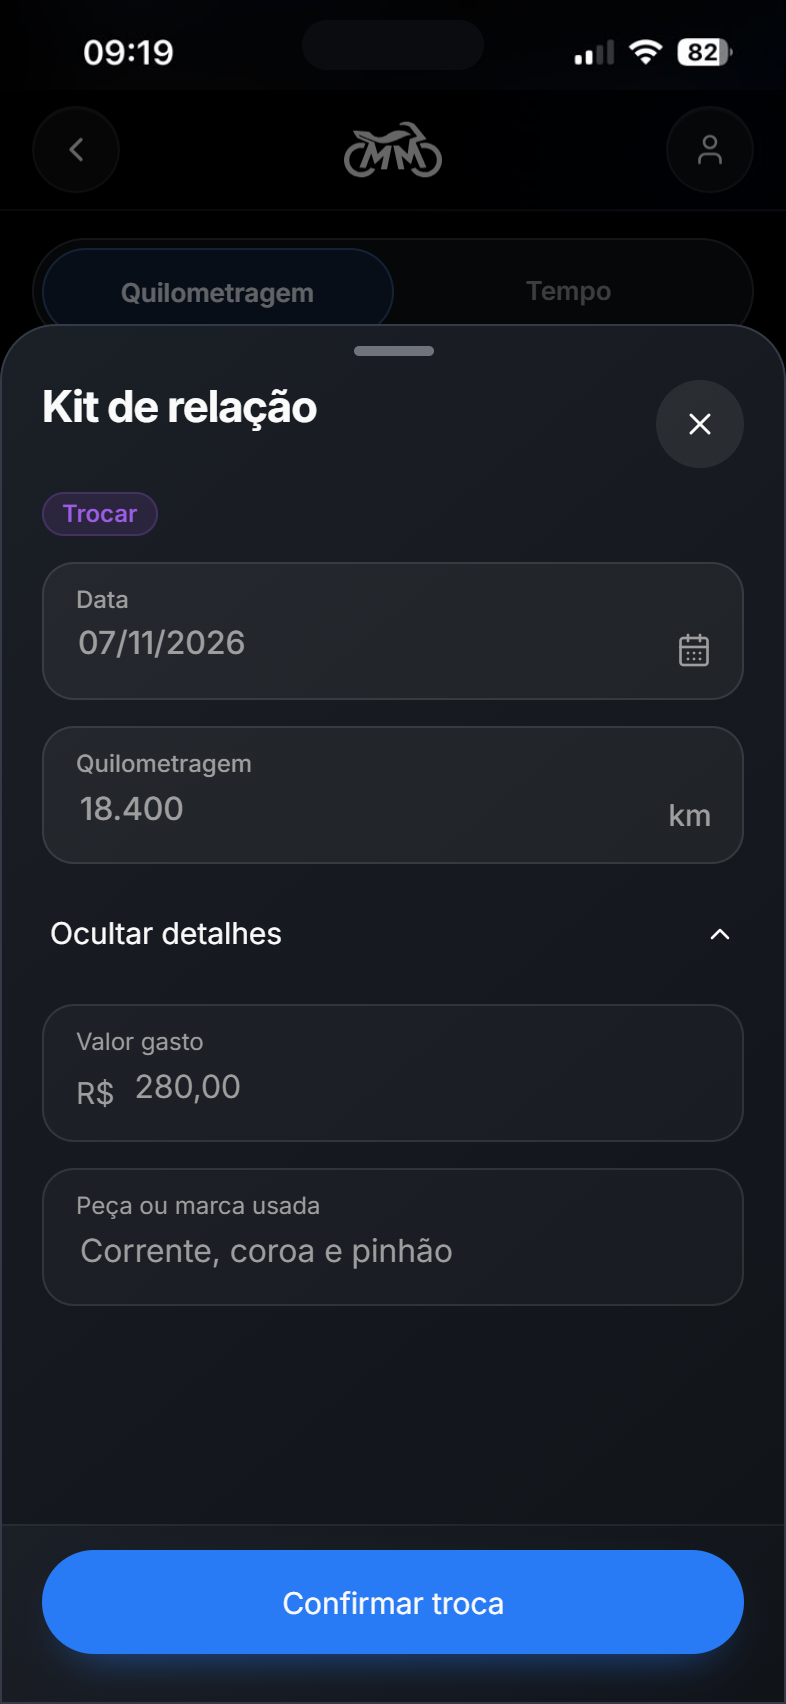 09:19
82
MM
Quilometragem
Tempo
Kit de relação
Trocar
Data
07/11/2026
Quilometragem
18.400
km
Ocultar detalhes
Valor gasto
R$ 280,00
Peça ou marca usada
Corrente, coroa e pinhão
Confirmar troca